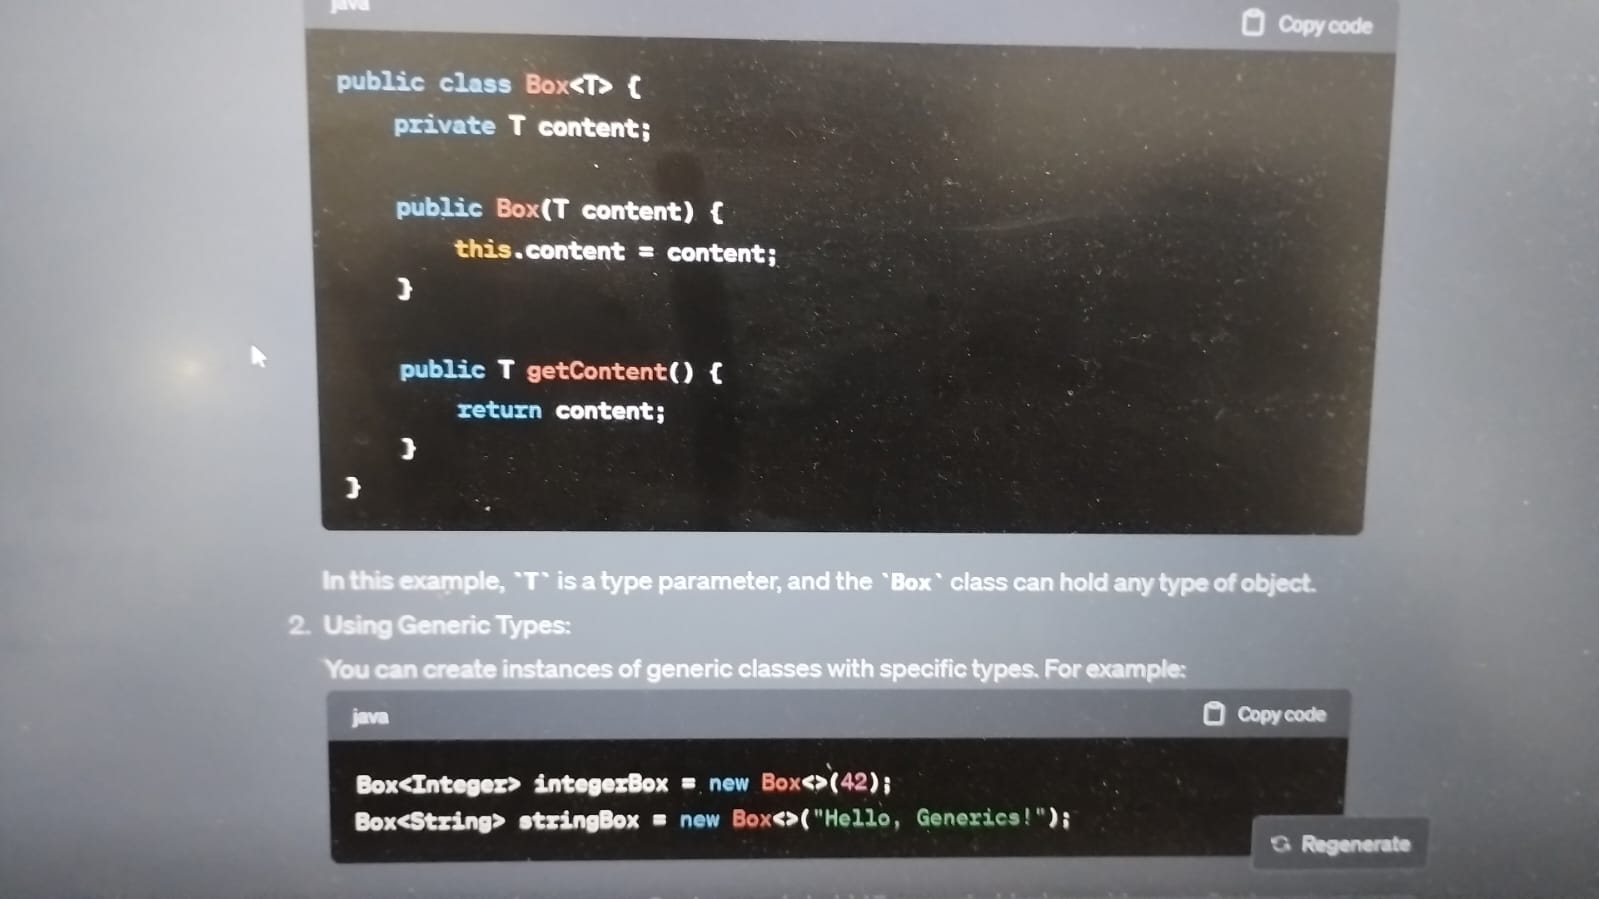 java
Copy code
public class Box<T> {
private T content;
public Box(T content) {
this.content = content;
}
public T getContent() {
return content;
}
}
In this example, `T` is a type parameter, and the `Box` class can hold any type of object.
2. Using Generic Types:
You can create instances of generic classes with specific types. For example:
java
Copy code
Box<Integer> integerBox = new Box<>(42);
Box<String> stringBox = new Box<>("Hello, Generics!");
Regenerate